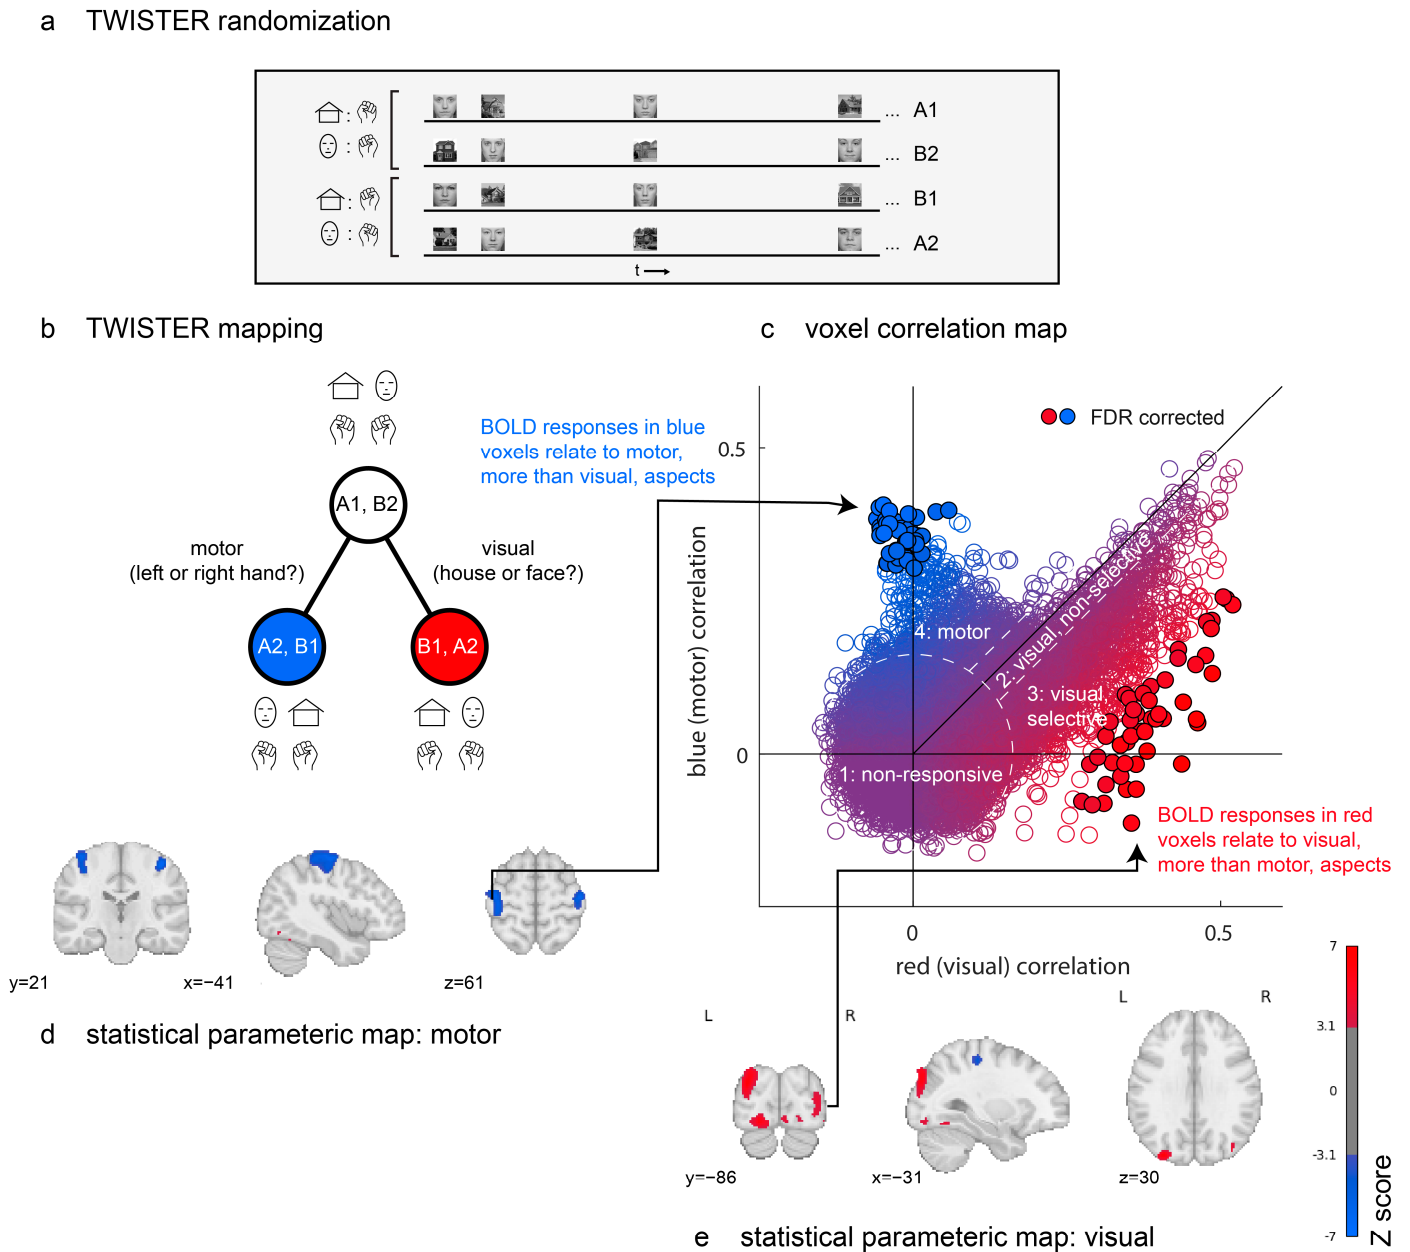 a TWISTER randomization
: ... A1
: ... B2
: ... B1
: ... A2
t
b TWISTER mapping
c voxel correlation map
BOLD responses in blue
voxels relate to motor,
more than visual, aspects
FDR corrected
0.5
A1, B2
motor
(left or right hand?)
visual
(house or face?)
blue (motor) correlation
2: visual, non-selective
4: motor
A2, B1
B1, A2
3: visual
selective
0
1: non-responsive
BOLD responses in red
voxels relate to visual,
more than motor, aspects
0
0.5
red (visual) correlation
y=21
x=−41
z=61
d statistical parameteric map: motor
L
R
L
R
7
3.1
0
-3.1
-7
Z score
y=−86
x=−31
z=30
e statistical parameteric map: visual